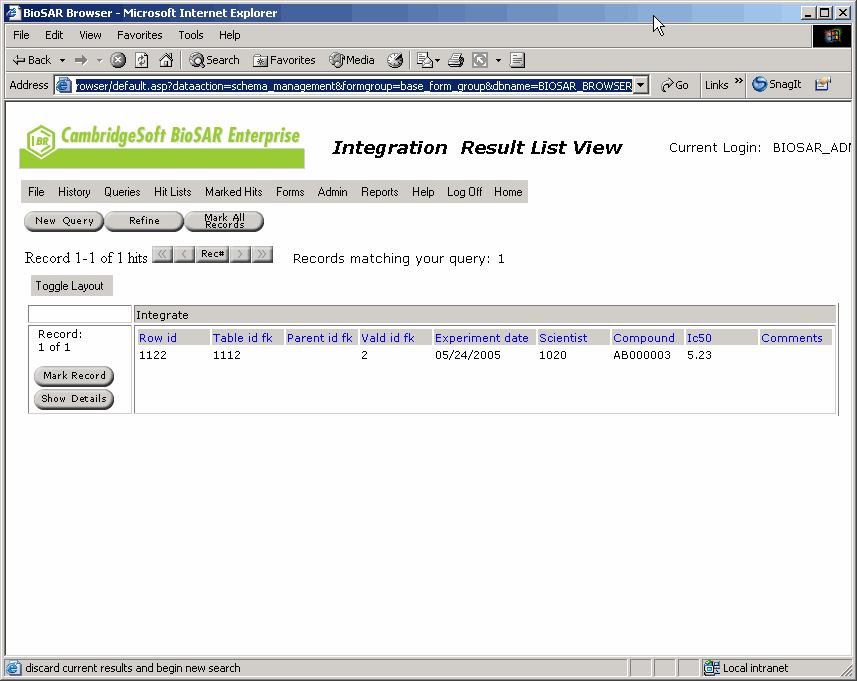 BioSAR Browser - Microsoft Internet Explorer
File Edit View Favorites Tools Help
Back Search Favorites Media
Address rowser/default.asp?dataaction=schema_management&formgroup=base_form_group&dbname=BIOSAR_BROWSER Go Links » SnagIt
BR CambridgeSoft BioSAR Enterprise Integration Result List View Current Login: BIOSAR_ADM
File History Queries Hit Lists Marked Hits Forms Admin Reports Help Log Off Home
New Query Refine Mark All Records
Record 1-1 of 1 hits « < Rec# > » Records matching your query: 1
Toggle Layout
Integrate
Record: 1 of 1
Row id Table id fk Parent id fk Vald id fk Experiment date Scientist Compound Ic50 Comments
1122 1112 2 05/24/2005 1020 AB000003 5.23
Mark Record
Show Details
discard current results and begin new search Local intranet